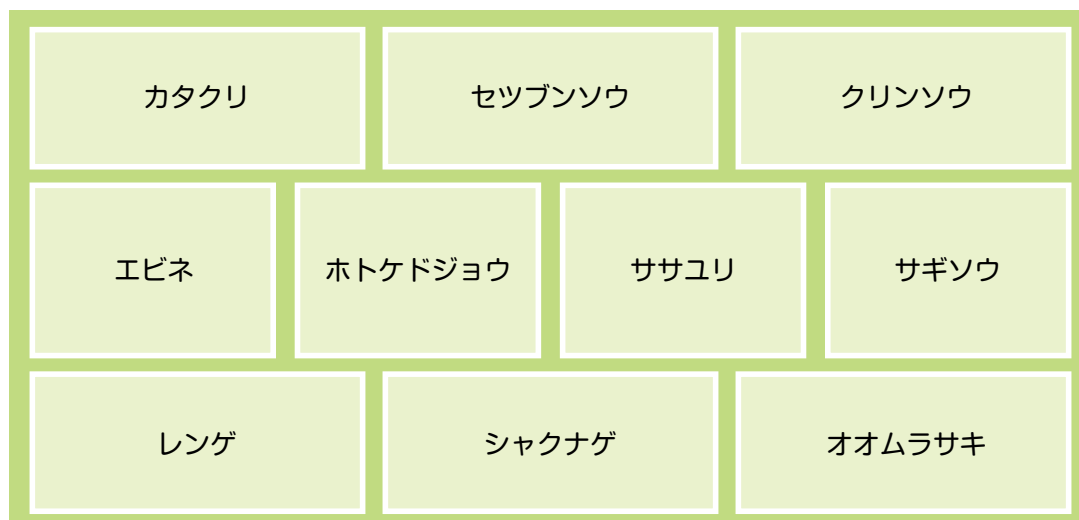 カタクリ
セツブンソウ
クリンソウ
エビネ
ホトケドジョウ
ササユリ
サギソウ
レンゲ
シャクナゲ
オオムラサキ